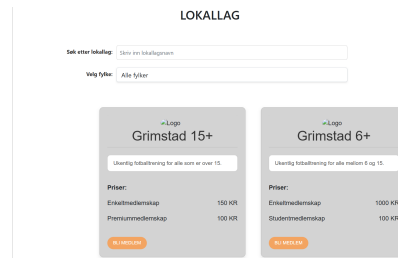 LOKALLAG
Søk etter lokallag: Skriv inn lokallagsnavn
Velg fylke: Alle fylker
Logo
Grimstad 15+
Ukentlig fotballtrening for alle som er over 15.
Priser:
Enkeltmedlemskap 150 KR
Premiummedlemskap 100 KR
BLI MEDLEM
Logo
Grimstad 6+
Ukentlig fotballtrening for alle mellom 6 og 15.
Priser:
Enkeltmedlemskap 1000 KR
Studentmedlemskap 100 KR
BLI MEDLEM